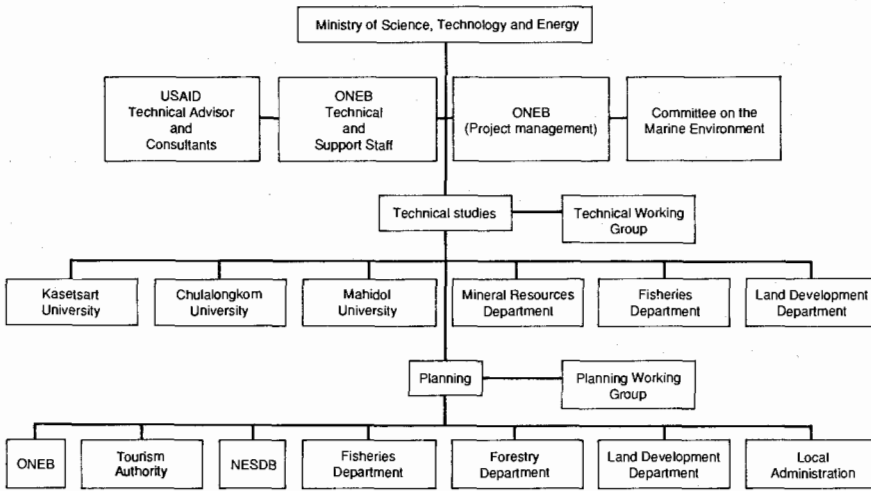 Ministry of Science, Technology and Energy
USAID
Technical Advisor
and
Consultants
ONEB
Technical
and
Support Staff
ONEB
(Project management)
Committee on the
Marine Environment
Technical studies
Technical Working
Group
Kasetsart
University
Chulalongkom
University
Mahidol
University
Mineral Resources
Department
Fisheries
Department
Land Development
Department
Planning
Planning Working
Group
ONEB
Tourism
Authority
NESDB
Fisheries
Department
Forestry
Department
Land Development
Department
Local
Administration